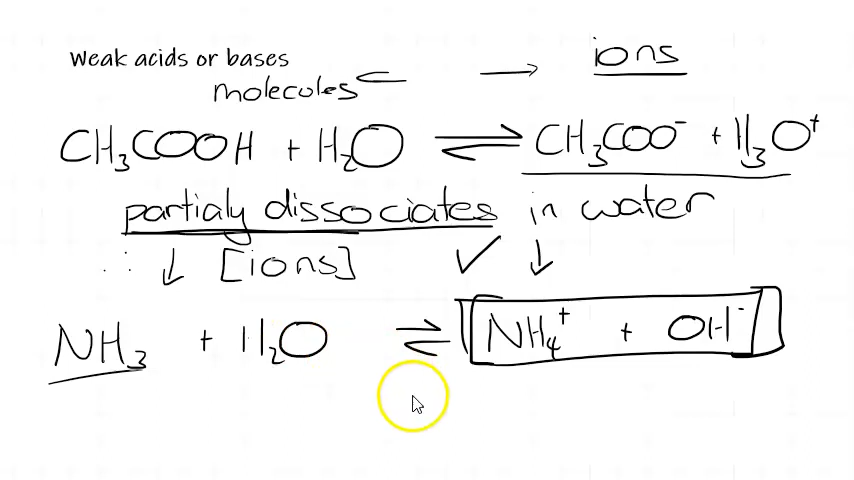 Weak acids or bases
molecules → ions
CH₃COOH + H₂O ⇌ CH₃COO⁻ + H₃O⁺
partialy dissociates in water
∴ ↓ [ions] ✓ ↓
NH₃ + H₂O ⇌ NH₄⁺ + OH⁻